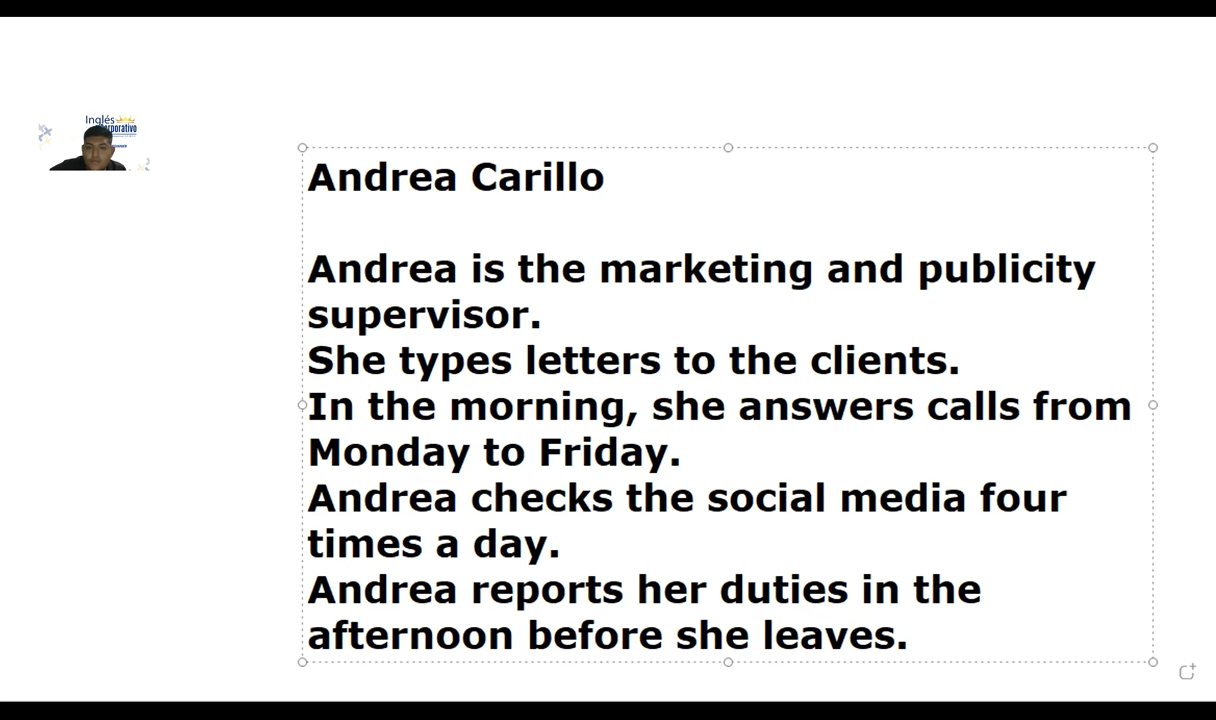 Inglés
Andrea Carillo
Andrea is the marketing and publicity
supervisor.
She types letters to the clients.
In the morning, she answers calls from
Monday to Friday.
Andrea checks the social media four
times a day.
Andrea reports her duties in the
afternoon before she leaves.